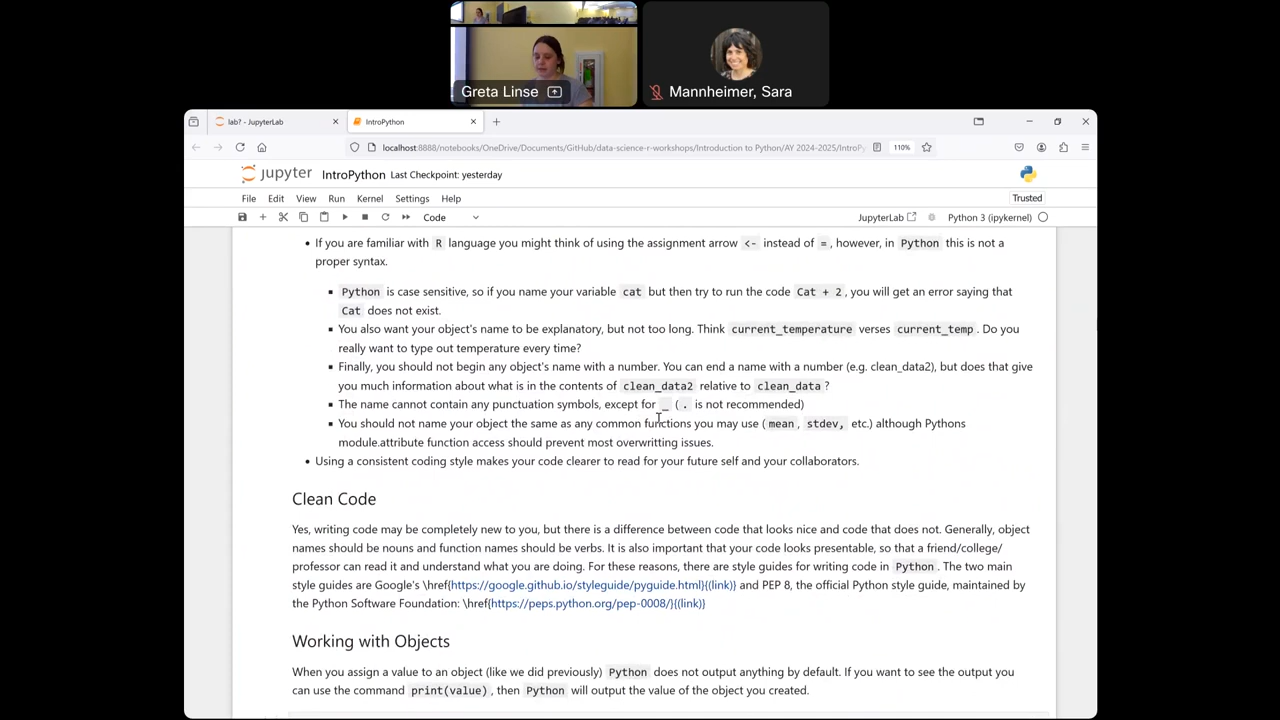 Greta Linse
Mannheimer, Sara
lab? - JupyterLab
IntroPython
localhost:8888/notebooks/OneDrive/Documents/GitHub/data-science-r-workshops/Introduction to Python/AY 2024-2025/IntroPy
110%
jupyter IntroPython Last Checkpoint: yesterday
File Edit View Run Kernel Settings Help
Trusted
Code
JupyterLab
Python 3 (ipykernel)
• If you are familiar with R language you might think of using the assignment arrow <- instead of =, however, in Python this is not a
proper syntax.
▪ Python is case sensitive, so if you name your variable cat but then try to run the code Cat + 2, you will get an error saying that
Cat does not exist.
▪ You also want your object's name to be explanatory, but not too long. Think current_temperature verses current_temp. Do you
really want to type out temperature every time?
▪ Finally, you should not begin any object's name with a number. You can end a name with a number (e.g. clean_data2), but does that give
you much information about what is in the contents of clean_data2 relative to clean_data?
▪ The name cannot contain any punctuation symbols, except for _ (. is not recommended)
▪ You should not name your object the same as any common functions you may use (mean, stdev, etc.) although Pythons
module.attribute function access should prevent most overwritting issues.
• Using a consistent coding style makes your code clearer to read for your future self and your collaborators.
Clean Code
Yes, writing code may be completely new to you, but there is a difference between code that looks nice and code that does not. Generally, object
names should be nouns and function names should be verbs. It is also important that your code looks presentable, so that a friend/college/
professor can read it and understand what you are doing. For these reasons, there are style guides for writing code in Python. The two main
style guides are Google's \href{https://google.github.io/styleguide/pyguide.html}{(link)} and PEP 8, the official Python style guide, maintained by
the Python Software Foundation: \href{https://peps.python.org/pep-0008/}{(link)}
Working with Objects
When you assign a value to an object (like we did previously) Python does not output anything by default. If you want to see the output you
can use the command print(value), then Python will output the value of the object you created.